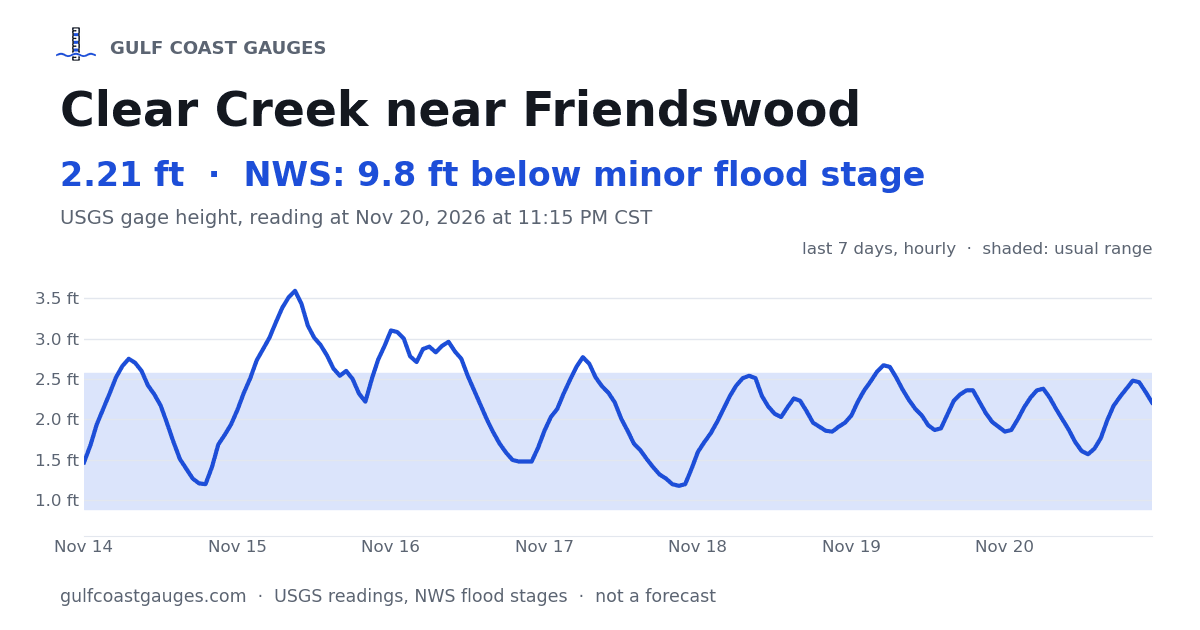 GULF COAST GAUGES
Clear Creek near Friendswood
2.21 ft · NWS: 9.8 ft below minor flood stage
USGS gage height, reading at Nov 20, 2026 at 11:15 PM CST
last 7 days, hourly · shaded: usual range
3.5 ft
3.0 ft
2.5 ft
2.0 ft
1.5 ft
1.0 ft
Nov 14 Nov 15 Nov 16 Nov 17 Nov 18 Nov 19 Nov 20
gulfcoastgauges.com · USGS readings, NWS flood stages · not a forecast